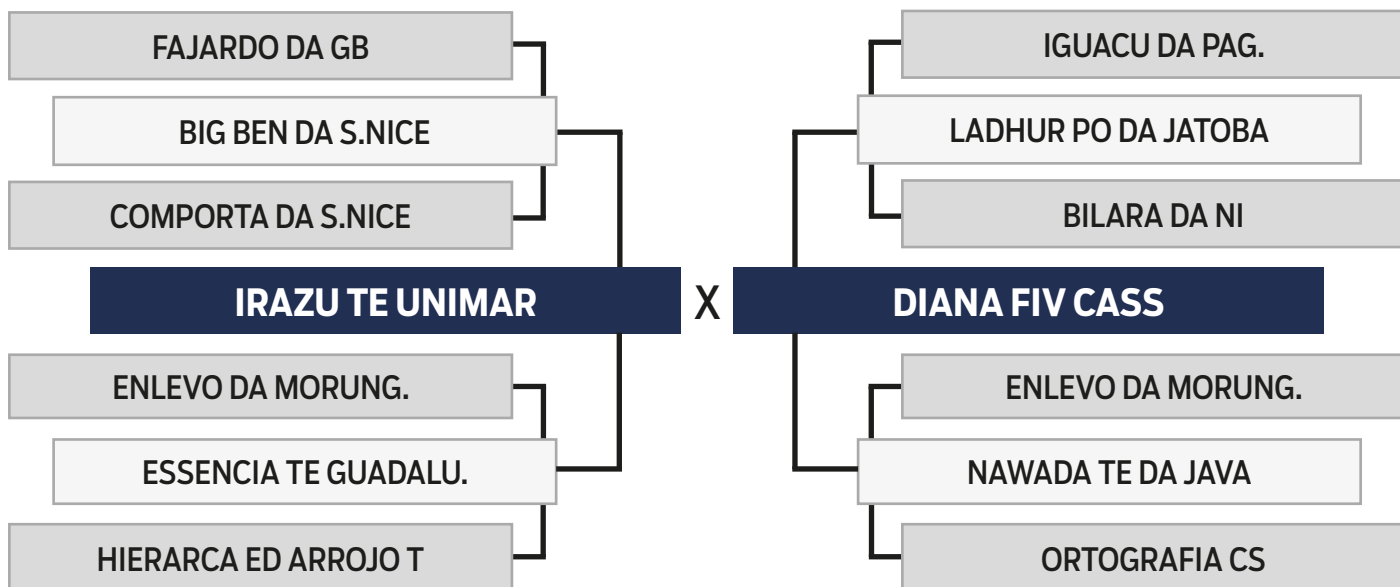 FAJARDO DA GB
BIG BEN DA S.NICE
COMPORTA DA S.NICE
IRAZU TE UNIMAR
ENLEVO DA MORUNG.
ESSENCIA TE GUADALU.
HIERARCA ED ARROJO T
X
IGUACU DA PAG.
LADHUR PO DA JATOBA
BILARA DA NI
DIANA FIV CASS
ENLEVO DA MORUNG.
NAWADA TE DA JAVA
ORTOGRAFIA CS